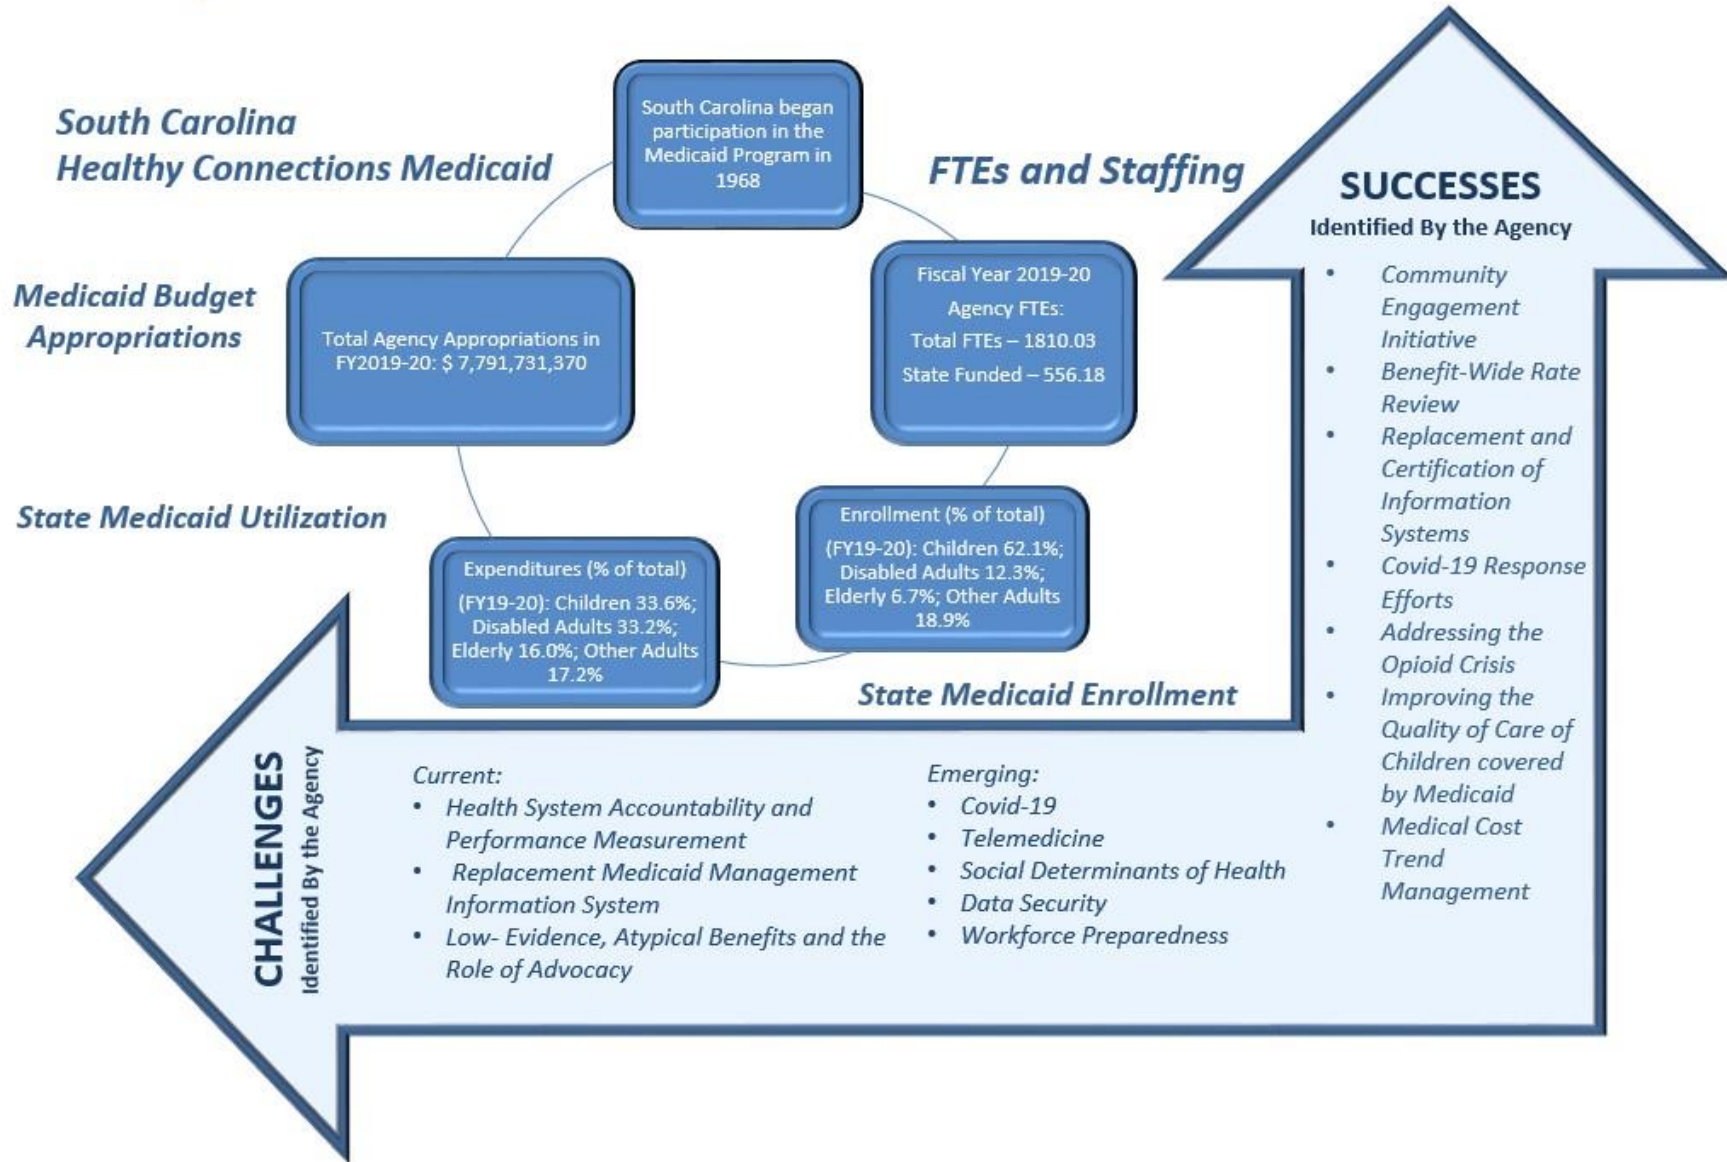 South Carolina
Healthy Connections Medicaid
South Carolina began
participation in the
Medicaid Program in
1968
FTEs and Staffing
Fiscal Year 2019-20
Agency FTEs:
Total FTEs – 1810.03
State Funded – 556.18
Medicaid Budget
Appropriations
Total Agency Appropriations in
FY2019-20: $ 7,791,731,370
State Medicaid Utilization
Expenditures (% of total)
(FY19-20): Children 33.6%;
Disabled Adults 33.2%;
Elderly 16.0%; Other Adults
17.2%
Enrollment (% of total)
(FY19-20): Children 62.1%;
Disabled Adults 12.3%;
Elderly 6.7%; Other Adults
18.9%
State Medicaid Enrollment
SUCCESSES
Identified By the Agency
• Community
Engagement
Initiative
• Benefit-Wide Rate
Review
• Replacement and
Certification of
Information
Systems
• Covid-19 Response
Efforts
• Addressing the
Opioid Crisis
• Improving the
Quality of Care of
Children covered
by Medicaid
• Medical Cost
Trend
Management
CHALLENGES
Identified By the Agency
Current:
• Health System Accountability and
Performance Measurement
• Replacement Medicaid Management
Information System
• Low- Evidence, Atypical Benefits and the
Role of Advocacy
Emerging:
• Covid-19
• Telemedicine
• Social Determinants of Health
• Data Security
• Workforce Preparedness